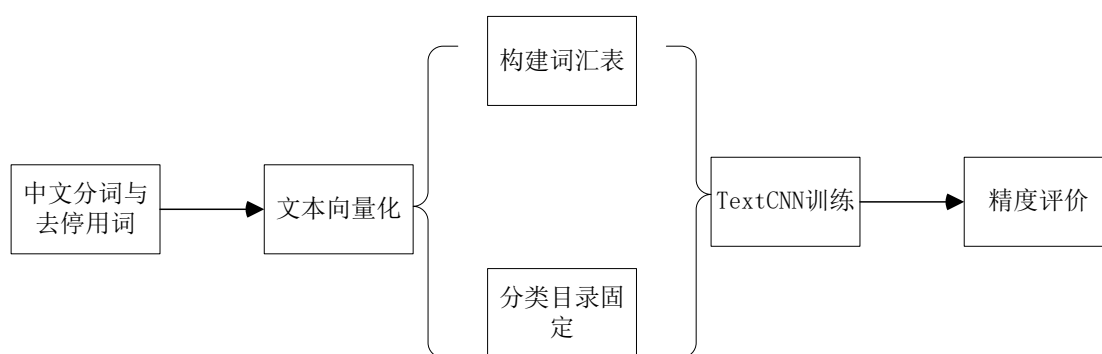 中文分词与
去停用词
文本向量化
构建词汇表
分类目录固
定
TextCNN训练
精度评价